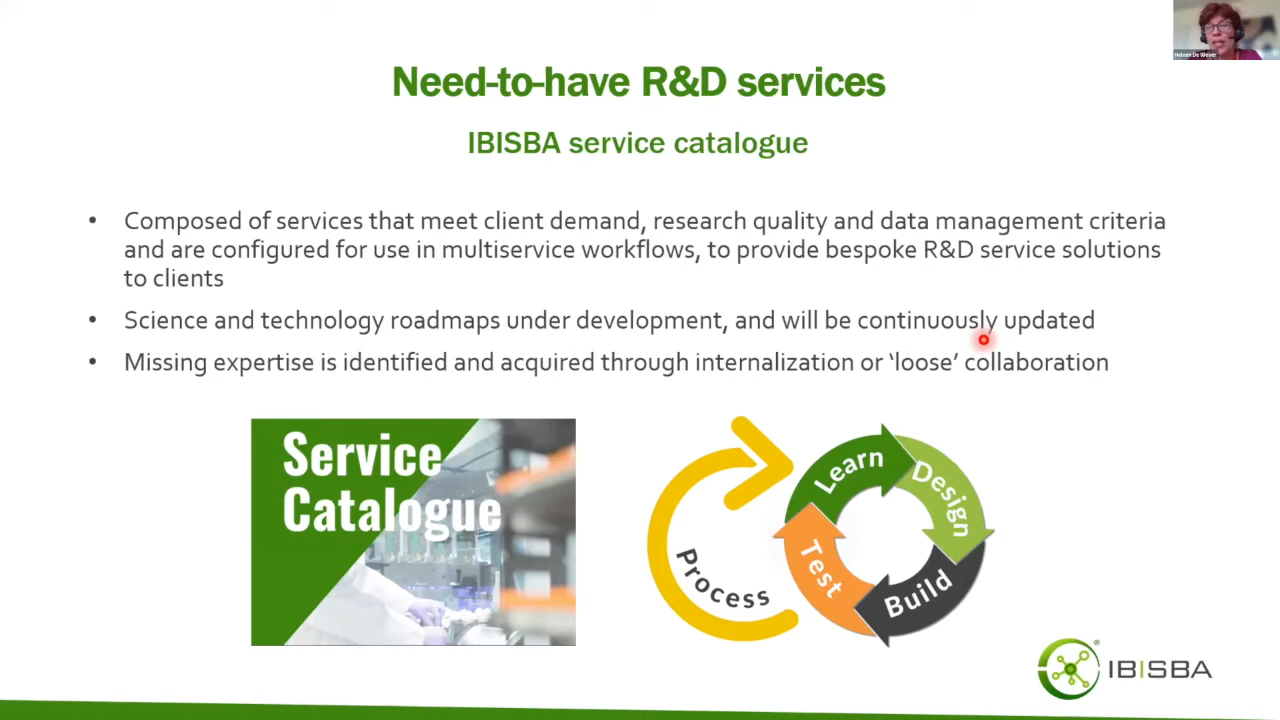 Heleen De Wever
Need-to-have R&D services
IBISBA service catalogue
• Composed of services that meet client demand, research quality and data management criteria
and are configured for use in multiservice workflows, to provide bespoke R&D service solutions
to clients
• Science and technology roadmaps under development, and will be continuously updated
• Missing expertise is identified and acquired through internalization or ‘loose’ collaboration
Service
Catalogue
Process
Learn
Design
Build
Test
IBISBA
®